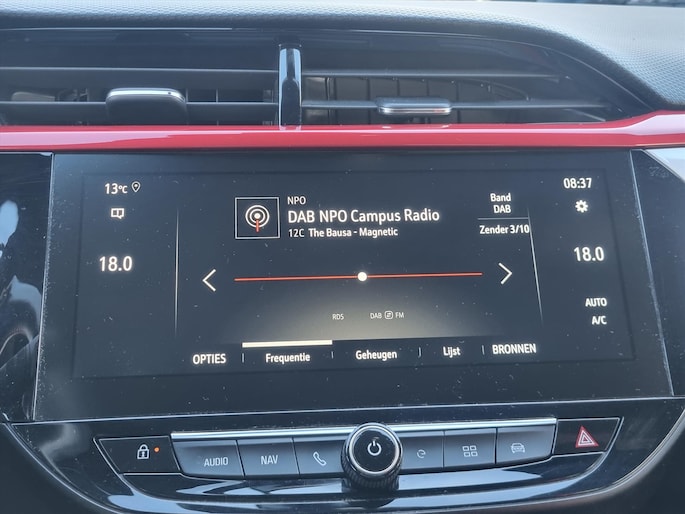 13°C
18.0
NPO
DAB NPO Campus Radio
12C The Bausa - Magnetic
Band
DAB
Zender 3/10
08:37
18.0
AUTO
A/C
RDS DAB FM
OPTIES Frequentie Geheugen Lijst BRONNEN
AUDIO NAV